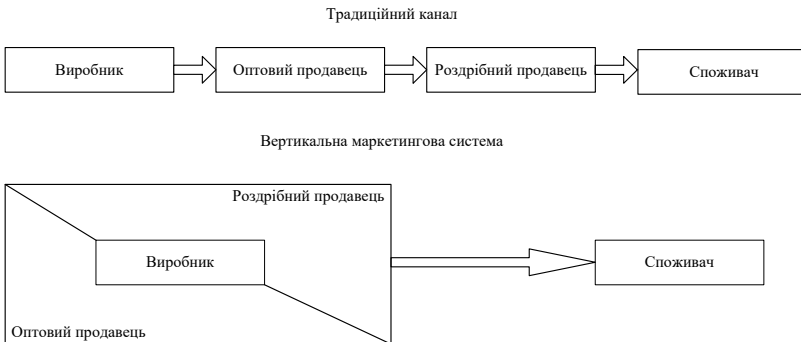 Традиційний канал
Виробник
Оптовий продавець
Роздрібний продавець
Споживач
Вертикальна маркетингова система
Роздрібний продавець
Виробник
Споживач
Оптовий продавець